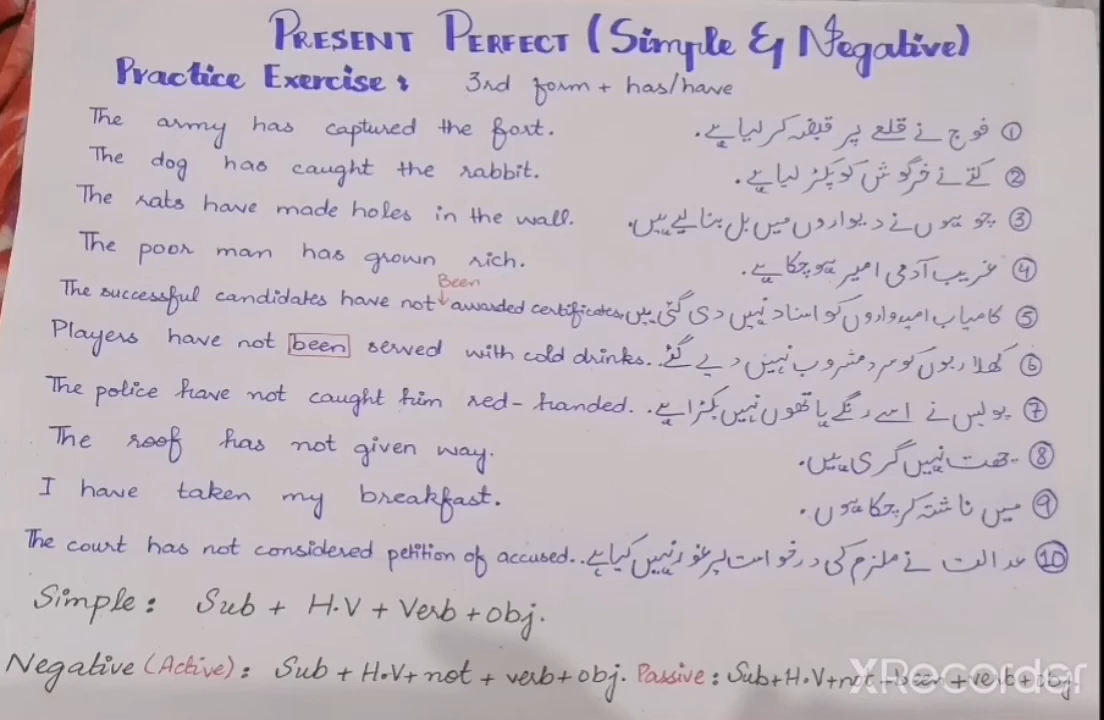 PRESENT PERFECT (Simple & Negative)
Practice Exercise: 3rd form + has/have
The army has captured the fort. ① فوج نے قلعے پر قبضہ کر لیا ہے.
The dog has caught the rabbit. ② کتے نے خرگوش کو پکڑ لیا ہے.
The rats have made holes in the wall. ③ چوہوں نے دیواروں میں بل بنا لیے ہیں.
The poor man has grown rich. ④ غریب آدمی امیر ہو چکا ہے.
Been
The successful candidates have not awarded certificates. ⑤ کامیاب امیدواروں کو اسناد نہیں دی گئی ہیں
Players have not been served with cold drinks. ⑥ کھلاڑیوں کو سرد مشروب نہیں دیے گئے.
The police have not caught him red-handed. ⑦ پولیس نے اسے رنگے ہاتھوں نہیں پکڑا ہے.
The roof has not given way. ⑧ چھت نہیں گری ہیں.
I have taken my breakfast. ⑨ میں ناشتہ کر چکا ہوں.
The court has not considered petition of accused. ⑩ عدالت نے ملزم کی درخواست پر غور نہیں کیا ہے.
Simple: Sub + H.V + Verb + obj.
Negative (Active): Sub + H.V + not + verb + obj. Passive: Sub + H.V + not + been + verb + obj.
XRecorder